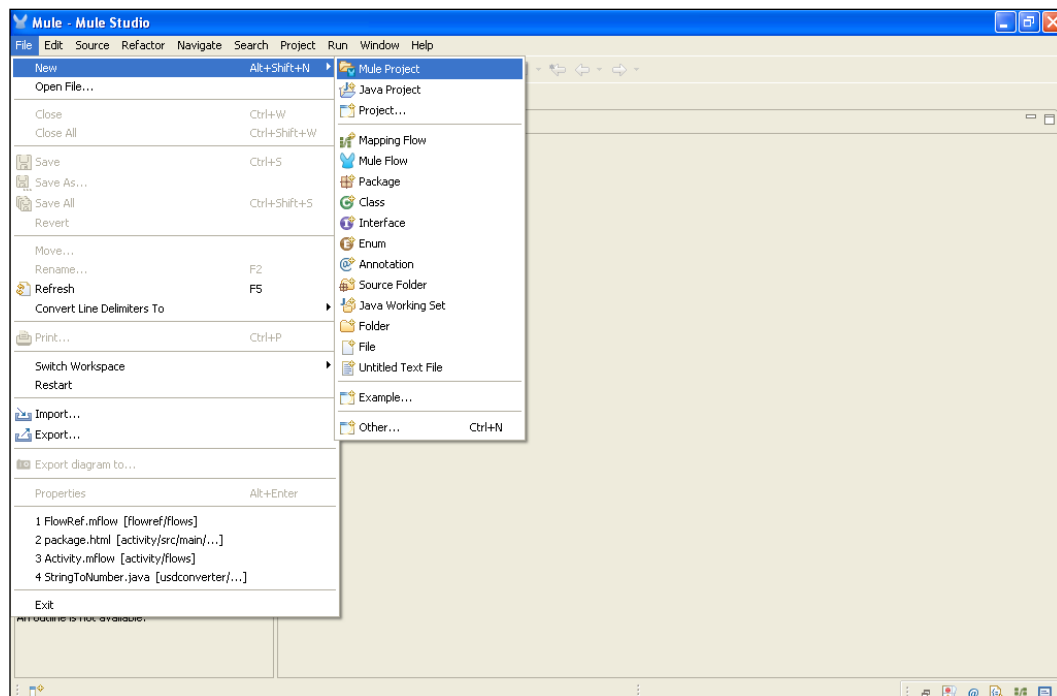 Mule - Mule Studio
File Edit Source Refactor Navigate Search Project Run Window Help
New Alt+Shift+N
Open File...
Close Ctrl+W
Close All Ctrl+Shift+W
Save Ctrl+S
Save As...
Save All Ctrl+Shift+S
Revert
Move...
Rename... F2
Refresh F5
Convert Line Delimiters To
Print... Ctrl+P
Switch Workspace
Restart
Import...
Export...
Export diagram to...
Properties Alt+Enter
1 FlowRef.mflow [flowref/flows]
2 package.html [activity/src/main/...]
3 Activity.mflow [activity/flows]
4 StringToNumber.java [usdconverter/...]
Exit
Mule Project
Java Project
Project...
Mapping Flow
Mule Flow
Package
Class
Interface
Enum
Annotation
Source Folder
Java Working Set
Folder
File
Untitled Text File
Example...
Other... Ctrl+N
An outline is not available.